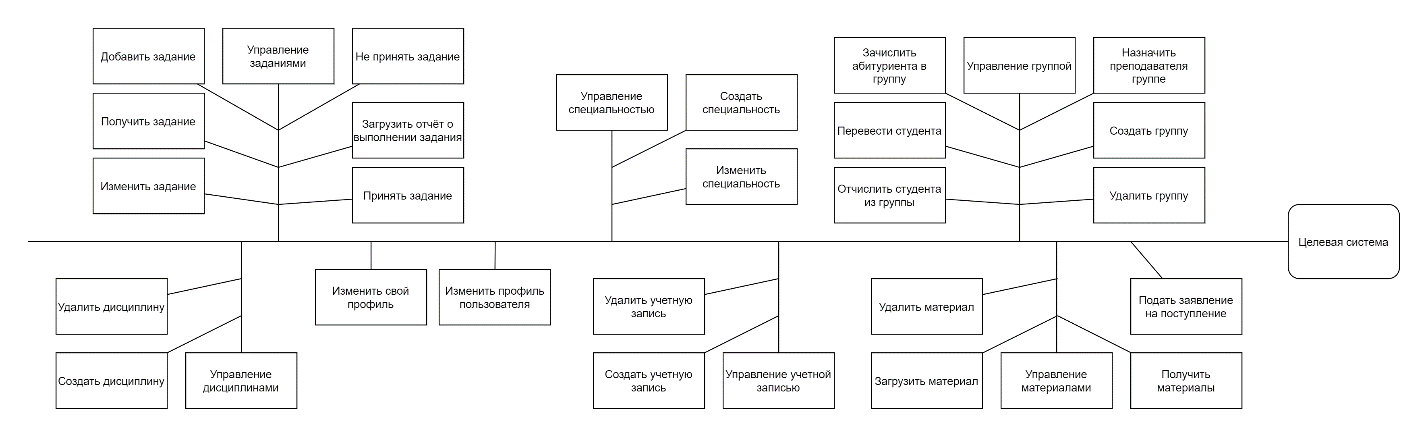 Добавить задание
Управление
заданиями
Не принять задание
Получить задание
Загрузить отчёт о
выполнении задания
Изменить задание
Принять задание
Управление
специальностью
Создать
специальность
Изменить
специальность
Зачислить
абитуриента в
группу
Управление группой
Назначить
преподавателя
группе
Перевести студента
Создать группу
Отчислить студента
из группы
Удалить группу
Целевая система
Удалить дисциплину
Создать дисциплину
Управление
дисциплинами
Изменить свой
профиль
Изменить профиль
пользователя
Удалить учетную
запись
Создать учетную
запись
Управление учетной
записью
Удалить материал
Загрузить материал
Управление
материалами
Подать заявление
на поступление
Получить
материалы